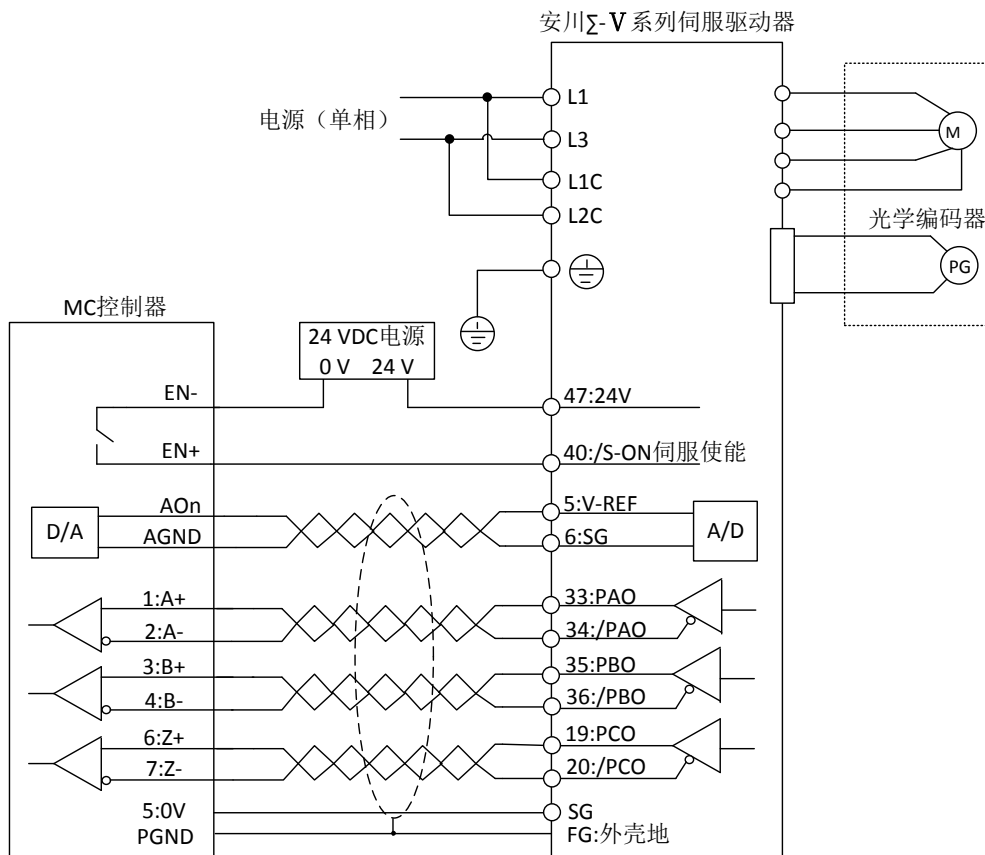 安川∑-V系列伺服驱动器
电源（单相）
L1
L3
L1C
L2C
M
光学编码器
PG
MC控制器
24 VDC电源
0 V 24 V
EN-
47:24V
EN+
40:/S-ON伺服使能
D/A
AOn
AGND
5:V-REF
6:SG
A/D
1:A+
2:A-
33:PAO
34:/PAO
3:B+
4:B-
35:PBO
36:/PBO
6:Z+
7:Z-
19:PCO
20:/PCO
5:0V
SG
PGND
FG:外壳地